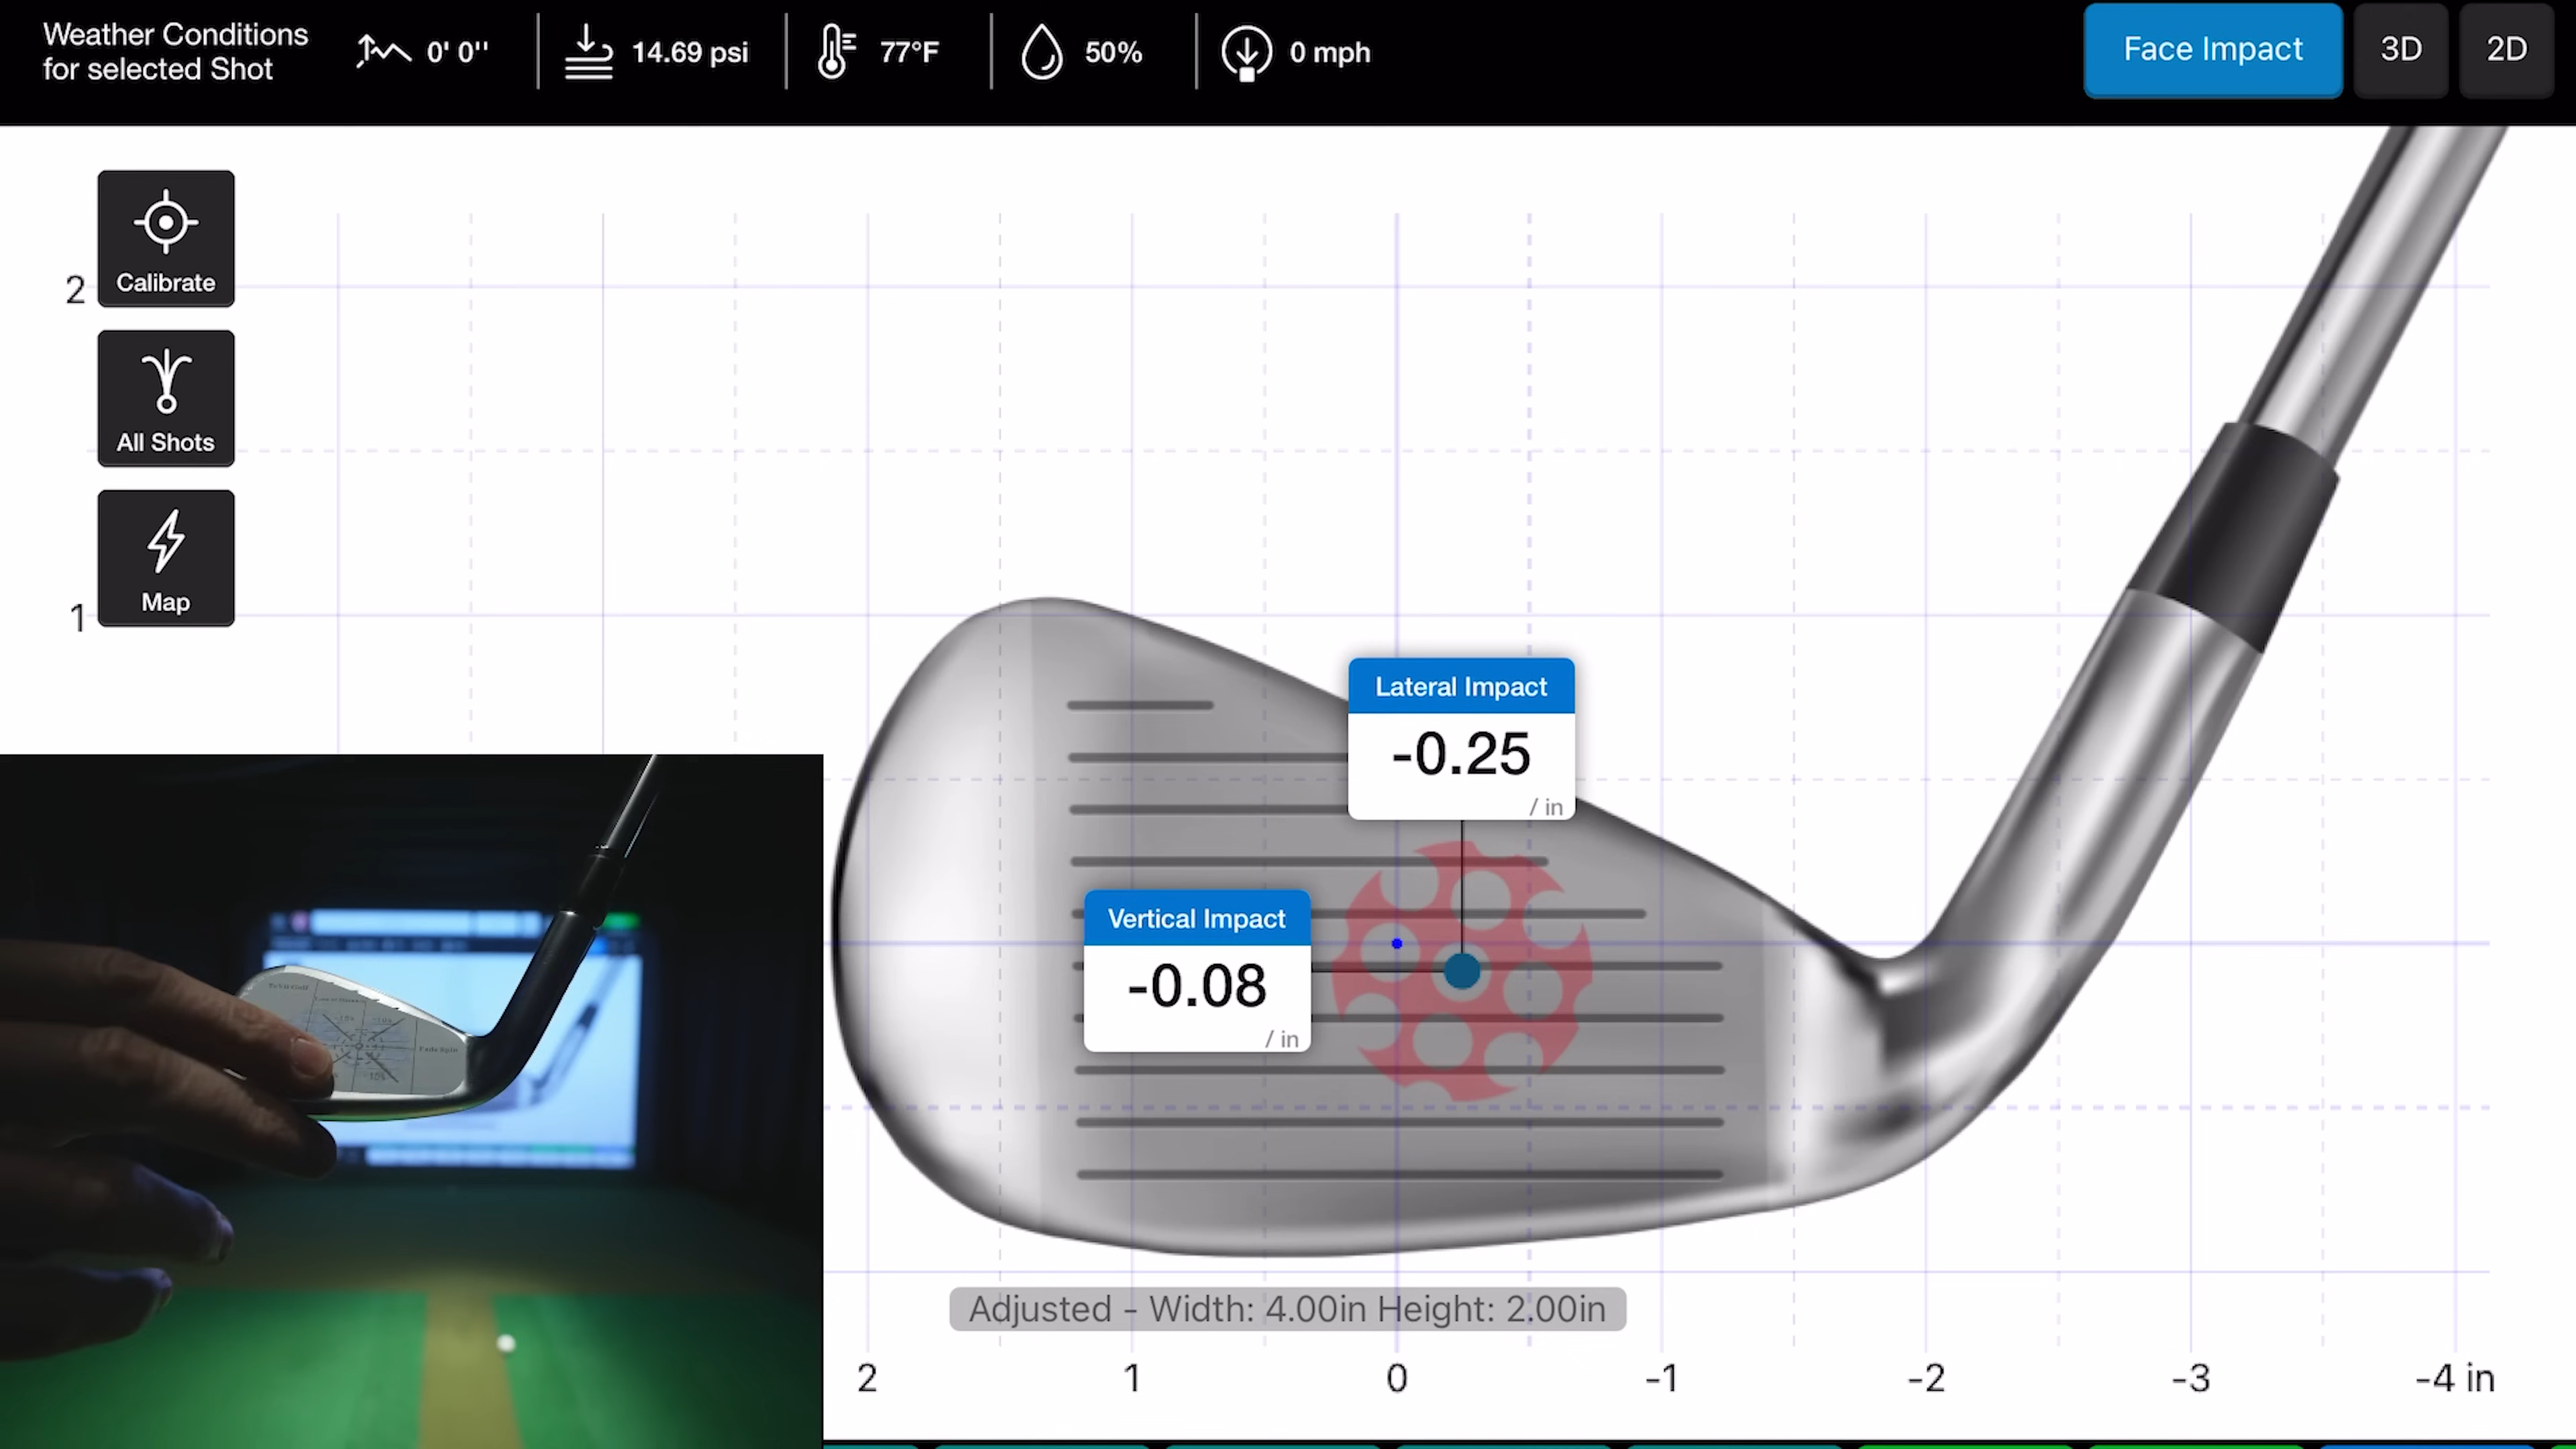 Weather Conditions
for selected Shot
0' 0''
14.69 psi
77°F
50%
0 mph
Face Impact
3D
2D
Calibrate
All Shots
Map
2
1
Lateral Impact
-0.25
/ in
Vertical Impact
-0.08
/ in
Adjusted - Width: 4.00in Height: 2.00in
2
1
0
-1
-2
-3
-4 in